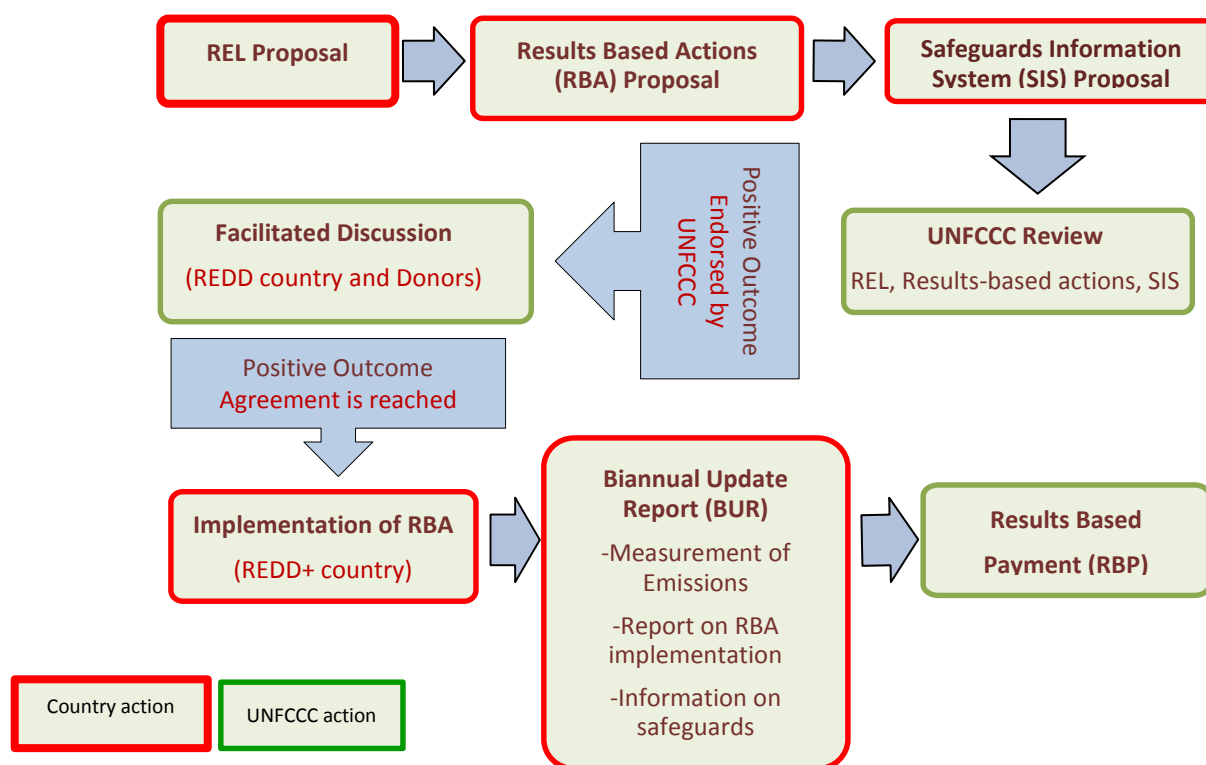 REL Proposal
Results Based Actions
(RBA) Proposal
Safeguards Information
System (SIS) Proposal
UNFCCC Review
REL, Results-based actions, SIS
Positive Outcome
Endorsed by
UNFCCC
Facilitated Discussion
(REDD country and Donors)
Positive Outcome
Agreement is reached
Implementation of RBA
(REDD+ country)
Biannual Update
Report (BUR)
-Measurement of
Emissions
-Report on RBA
implementation
-Information on
safeguards
Results Based
Payment (RBP)
Country action
UNFCCC action